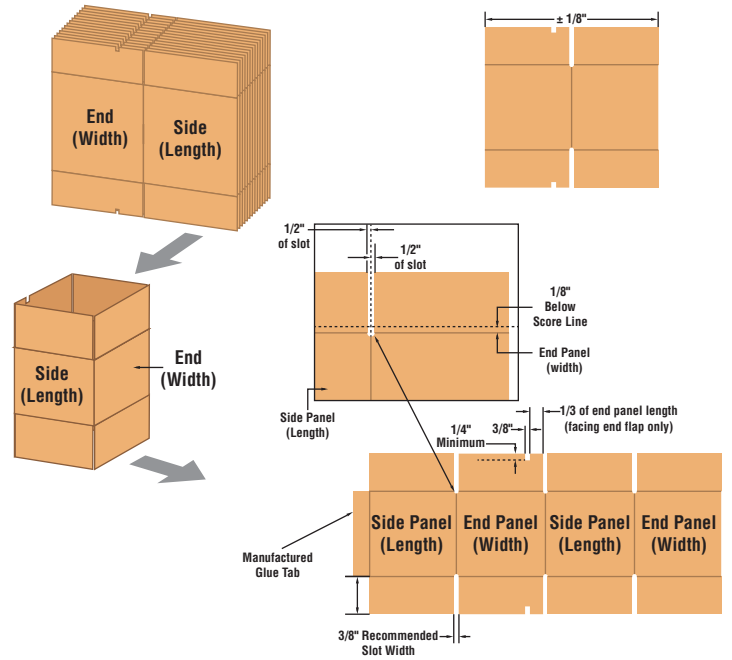 ± 1/8"
End
(Width)
Side
(Length)
1/2"
of slot
1/2"
of slot
1/8"
Below
Score Line
End Panel
(width)
Side Panel
(Length)
Side
(Length)
End
(Width)
1/4"
Minimum
3/8"
1/3 of end panel length
(facing end flap only)
Side Panel
(Length)
End Panel
(Width)
Side Panel
(Length)
End Panel
(Width)
Manufactured
Glue Tab
3/8" Recommended
Slot Width